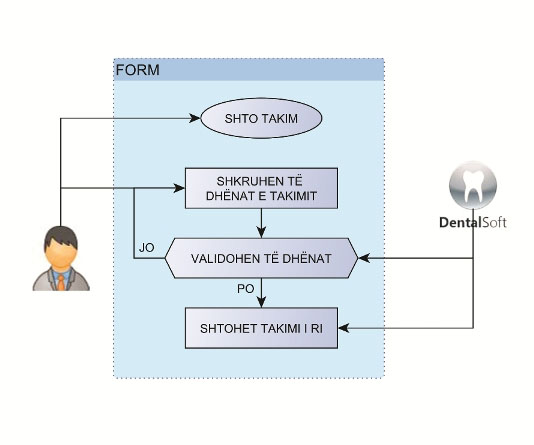 FORM
SHTO TAKIM
SHKRUHEN TË
DHËNAT E TAKIMIT
DentalSoft
JO
VALIDOHEN TË DHËNAT
PO
SHTOHET TAKIMI I RI